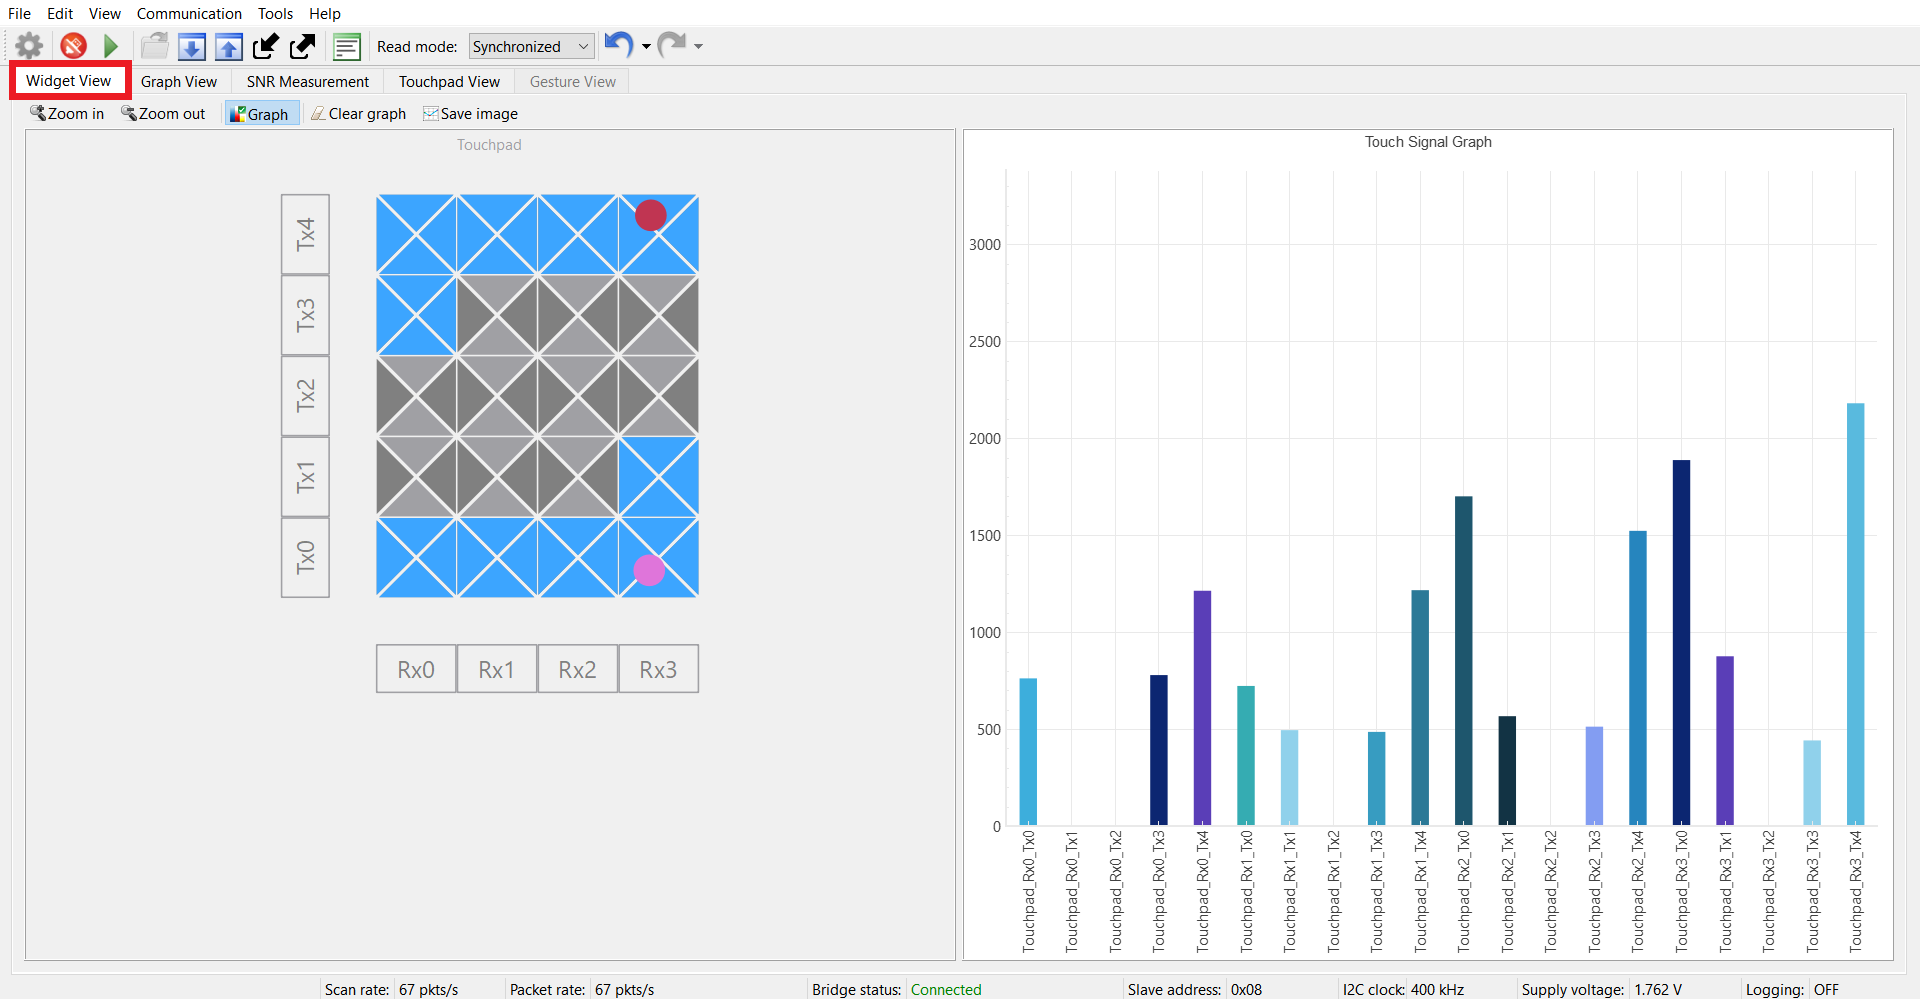 File Edit View Communication Tools Help
Read mode: Synchronized
Widget View Graph View SNR Measurement Touchpad View Gesture View
Zoom in Zoom out Graph Clear graph Save image
Touchpad
Tx4
Tx3
Tx2
Tx1
Tx0
Rx0 Rx1 Rx2 Rx3
Touch Signal Graph
3000
2500
2000
1500
1000
500
0
Touchpad_Rx0_Tx0
Touchpad_Rx0_Tx1
Touchpad_Rx0_Tx2
Touchpad_Rx0_Tx3
Touchpad_Rx0_Tx4
Touchpad_Rx1_Tx0
Touchpad_Rx1_Tx1
Touchpad_Rx1_Tx2
Touchpad_Rx1_Tx3
Touchpad_Rx1_Tx4
Touchpad_Rx2_Tx0
Touchpad_Rx2_Tx1
Touchpad_Rx2_Tx2
Touchpad_Rx2_Tx3
Touchpad_Rx2_Tx4
Touchpad_Rx3_Tx0
Touchpad_Rx3_Tx1
Touchpad_Rx3_Tx2
Touchpad_Rx3_Tx3
Touchpad_Rx3_Tx4
Scan rate: 67 pkts/s Packet rate: 67 pkts/s Bridge status: Connected Slave address: 0x08 I2C clock: 400 kHz Supply voltage: 1.762 V Logging: OFF